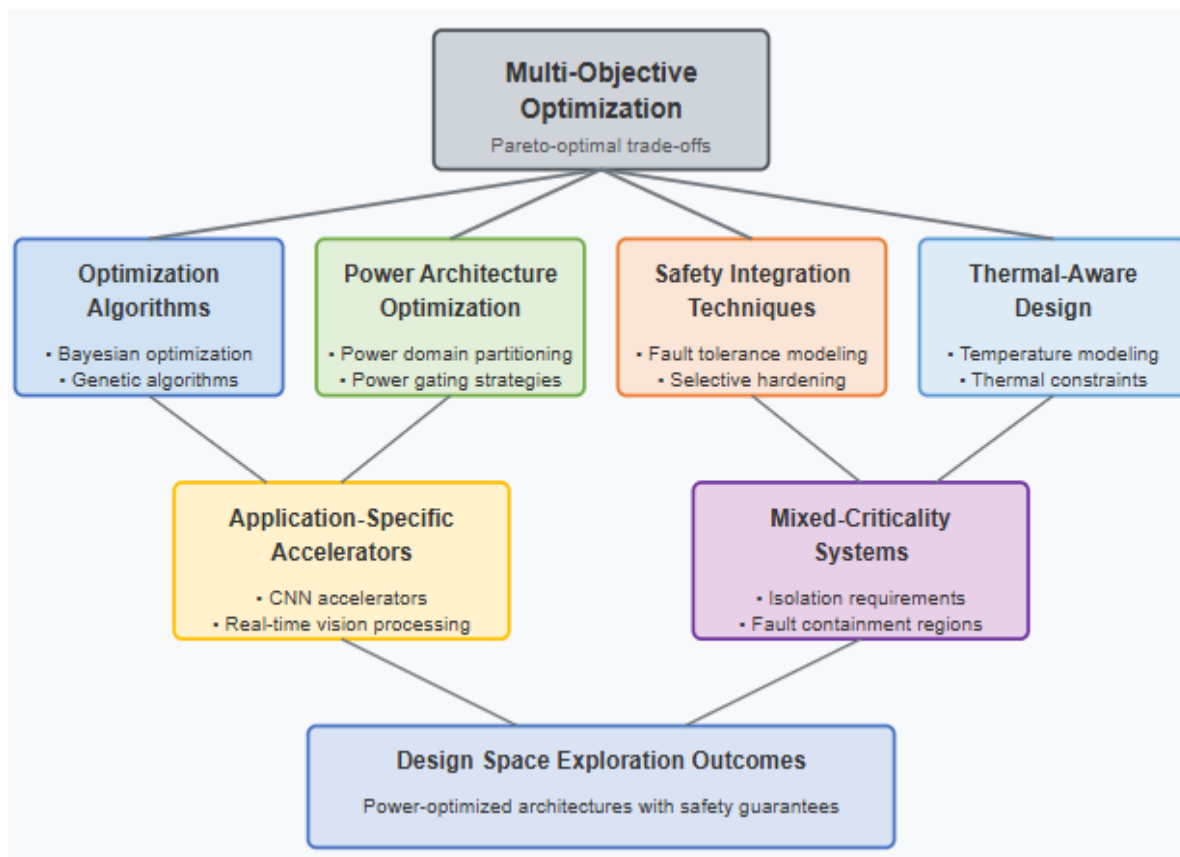 Multi-Objective
Optimization
Pareto-optimal trade-offs
Optimization
Algorithms
▪ Bayesian optimization
▪ Genetic algorithms
Power Architecture
Optimization
▪ Power domain partitioning
▪ Power gating strategies
Safety Integration
Techniques
▪ Fault tolerance modeling
▪ Selective hardening
Thermal-Aware
Design
▪ Temperature modeling
▪ Thermal constraints
Application-Specific
Accelerators
▪ CNN accelerators
▪ Real-time vision processing
Mixed-Criticality
Systems
▪ Isolation requirements
▪ Fault containment regions
Design Space Exploration Outcomes
Power-optimized architectures with safety guarantees